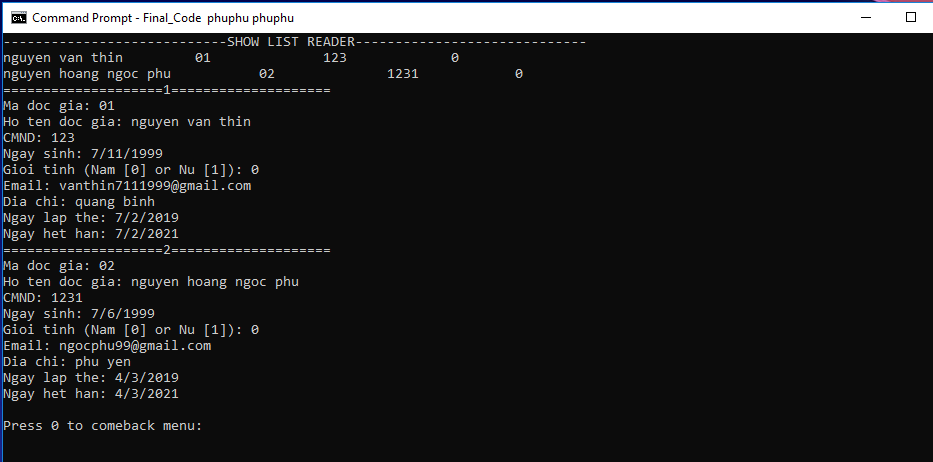 Command Prompt - Final_Code phuphu phuphu
----------------------------SHOW LIST READER-----------------------------
nguyen van thin         01              123             0
nguyen hoang ngoc phu           02              1231            0
====================1====================
Ma doc gia: 01
Ho ten doc gia: nguyen van thin
CMND: 123
Ngay sinh: 7/11/1999
Gioi tinh (Nam [0] or Nu [1]): 0
Email: vanthin7111999@gmail.com
Dia chi: quang binh
Ngay lap the: 7/2/2019
Ngay het han: 7/2/2021
====================2====================
Ma doc gia: 02
Ho ten doc gia: nguyen hoang ngoc phu
CMND: 1231
Ngay sinh: 7/6/1999
Gioi tinh (Nam [0] or Nu [1]): 0
Email: ngocphu99@gmail.com
Dia chi: phu yen
Ngay lap the: 4/3/2019
Ngay het han: 4/3/2021
Press 0 to comeback menu: